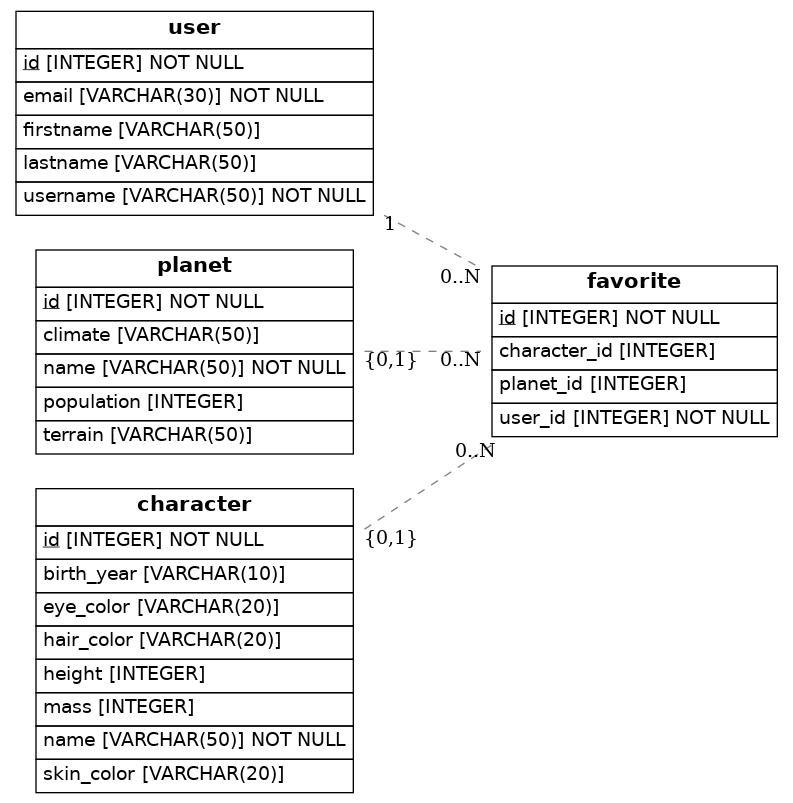 user
id [INTEGER] NOT NULL
email [VARCHAR(30)] NOT NULL
firstname [VARCHAR(50)]
lastname [VARCHAR(50)]
username [VARCHAR(50)] NOT NULL
1
0..N
planet
id [INTEGER] NOT NULL
climate [VARCHAR(50)]
name [VARCHAR(50)] NOT NULL
population [INTEGER]
terrain [VARCHAR(50)]
{0,1}
0..N
favorite
id [INTEGER] NOT NULL
character_id [INTEGER]
planet_id [INTEGER]
user_id [INTEGER] NOT NULL
0..N
{0,1}
character
id [INTEGER] NOT NULL
birth_year [VARCHAR(10)]
eye_color [VARCHAR(20)]
hair_color [VARCHAR(20)]
height [INTEGER]
mass [INTEGER]
name [VARCHAR(50)] NOT NULL
skin_color [VARCHAR(20)]